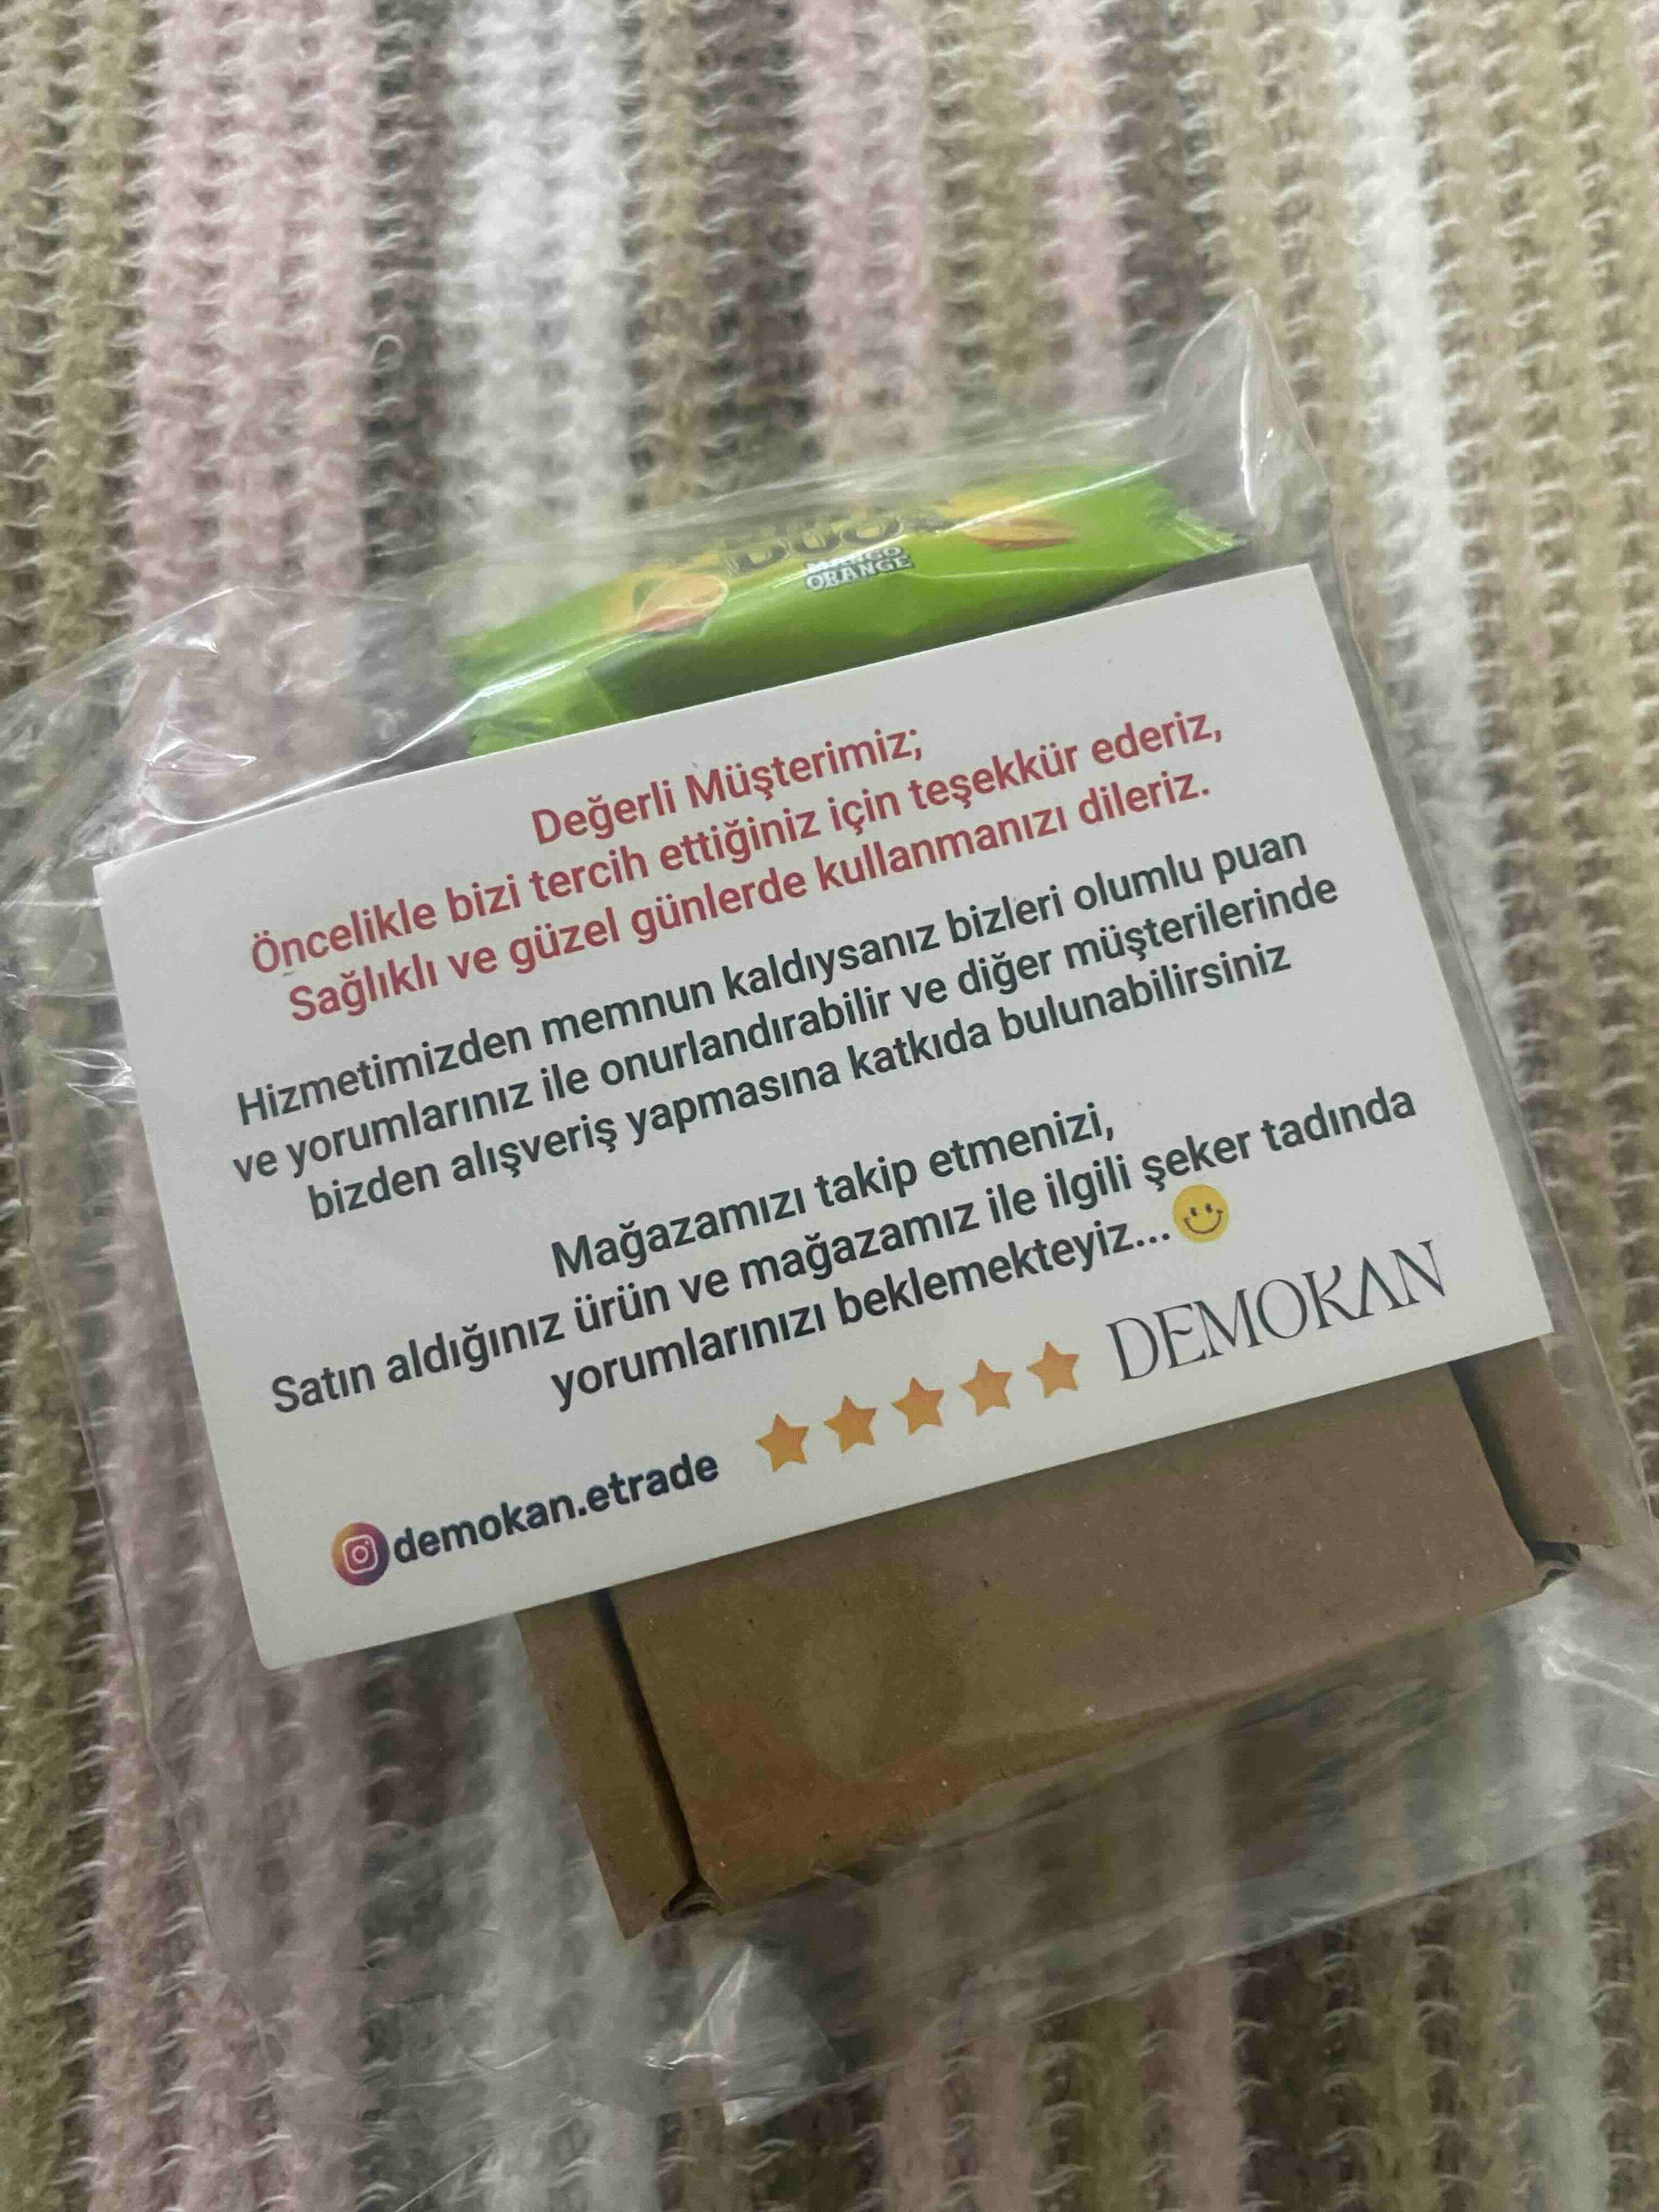 MANGO
ORANGE
Değerli Müşterimiz;
Öncelikle bizi tercih ettiğiniz için teşekkür ederiz,
Sağlıklı ve güzel günlerde kullanmanızı dileriz.
Hizmetimizden memnun kaldıysanız bizleri olumlu puan
ve yorumlarınız ile onurlandırabilir ve diğer müşterilerinde
bizden alışveriş yapmasına katkıda bulunabilirsiniz
Mağazamızı takip etmenizi,
Satın aldığınız ürün ve mağazamız ile ilgili şeker tadında
yorumlarınızı beklemekteyiz...
DEMOKAN
demokan.etrade